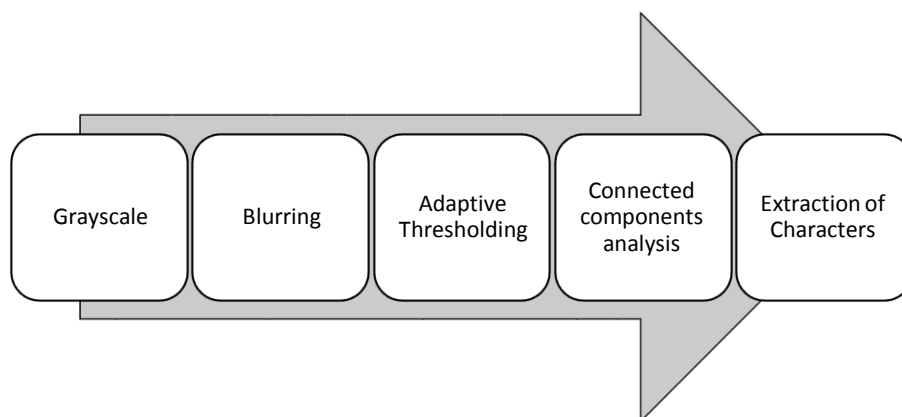 Grayscale
Blurring
Adaptive
Thresholding
Connected
components
analysis
Extraction of
Characters